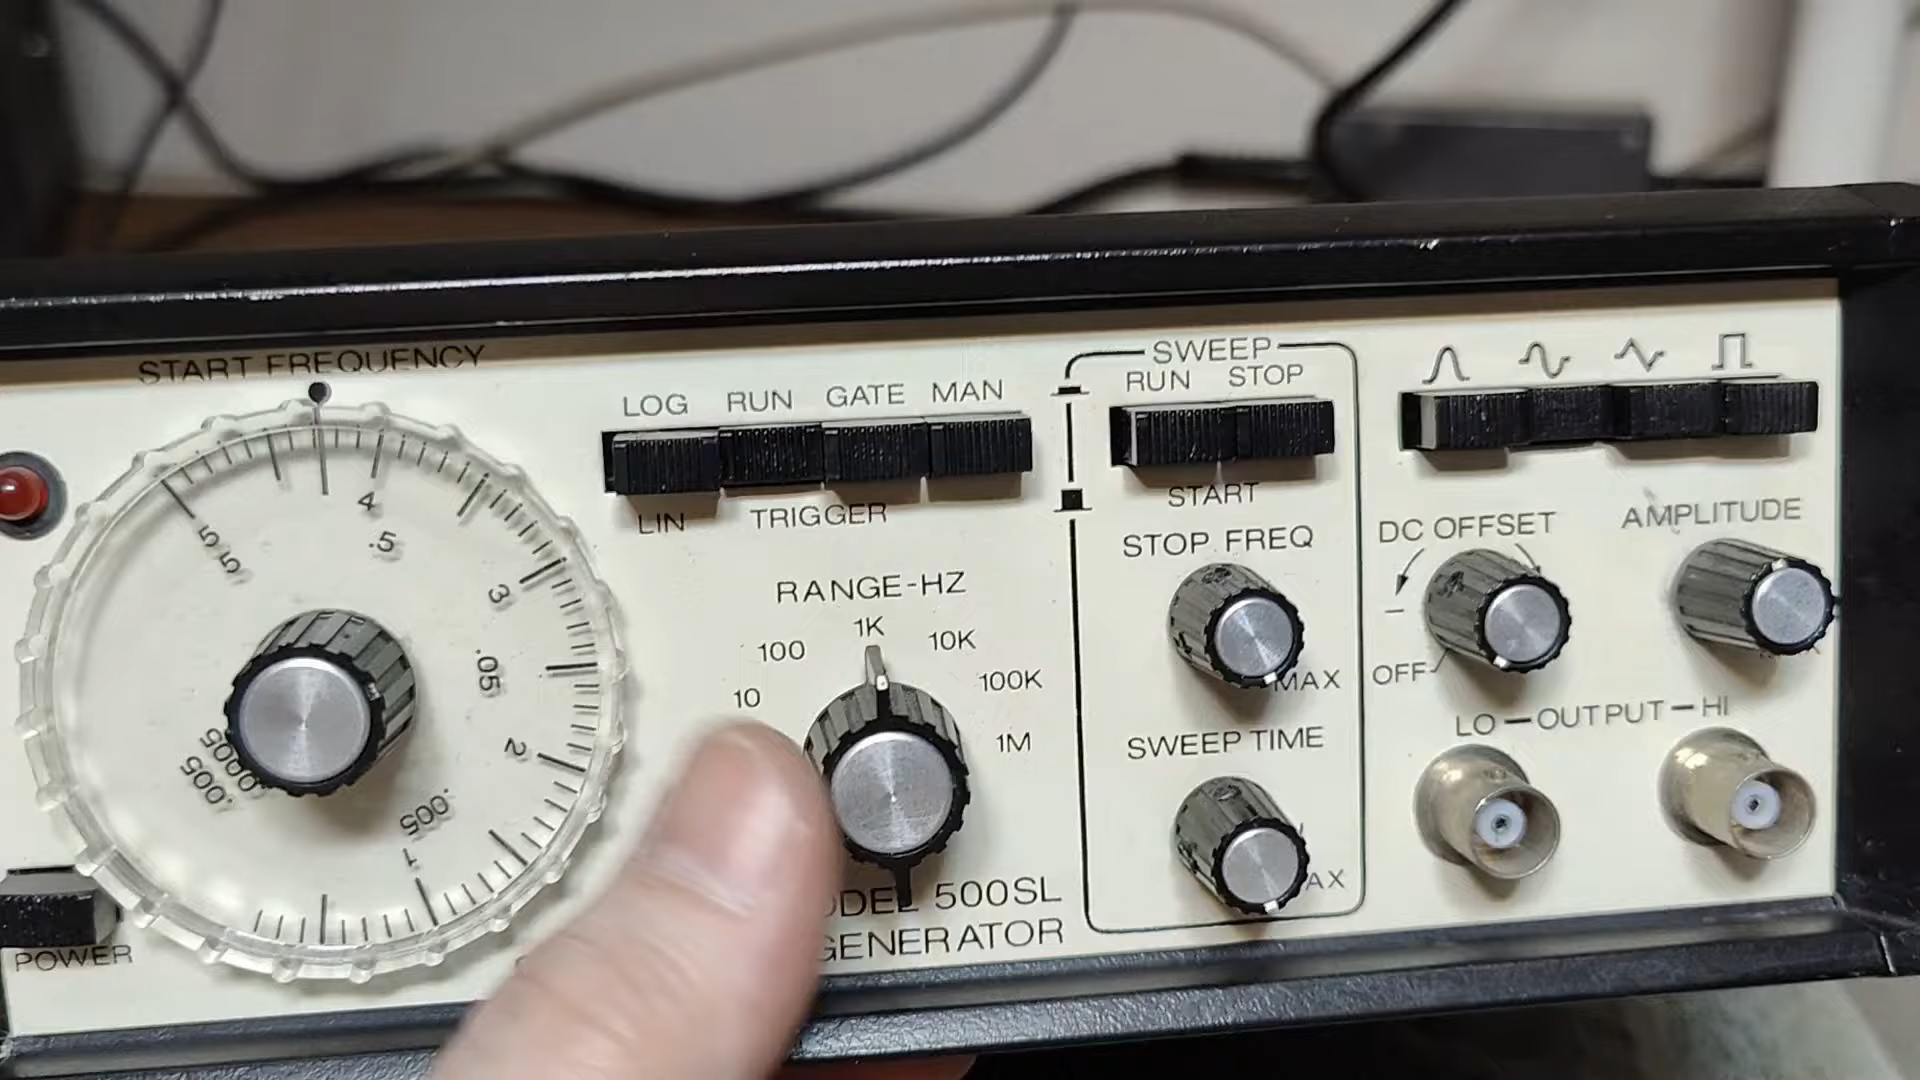 START FREQUENCY
5
.5
4
.5
3
.05
2
.005
1
.005
.0005
POWER
LOG RUN GATE MAN
LIN TRIGGER
RANGE-HZ
10 100 1K 10K 100K 1M
MODEL 500SL
GENERATOR
SWEEP
RUN STOP
START
STOP FREQ
MAX
SWEEP TIME
AX
DC OFFSET
−
OFF
AMPLITUDE
LO — OUTPUT — HI